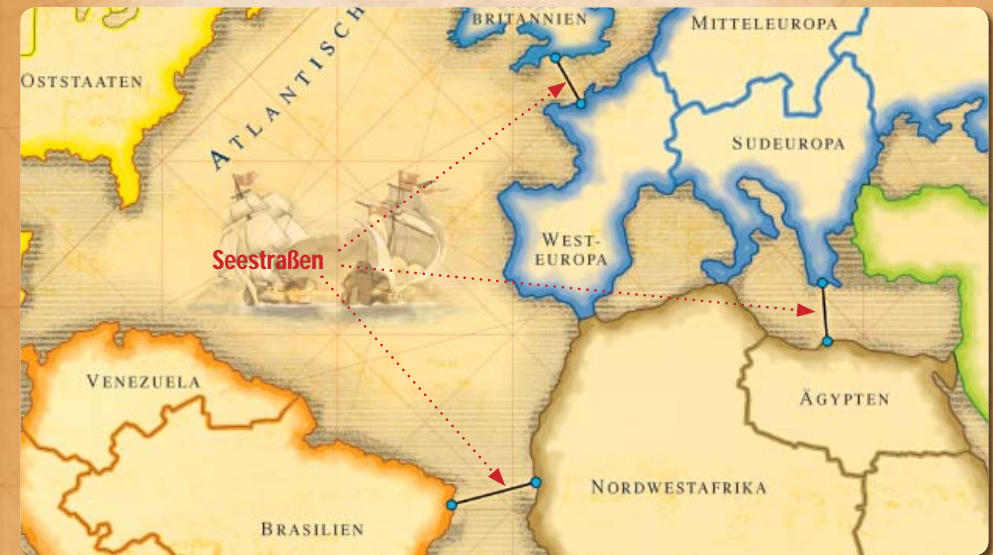 BRITANNIEN
MITTELEUROPA
OSTSTAATEN
ATLANTISCH
SUDEUROPA
WEST-
EUROPA
Seestraßen
VENEZUELA
ÄGYPTEN
NORDWESTAFRIKA
BRASILIEN